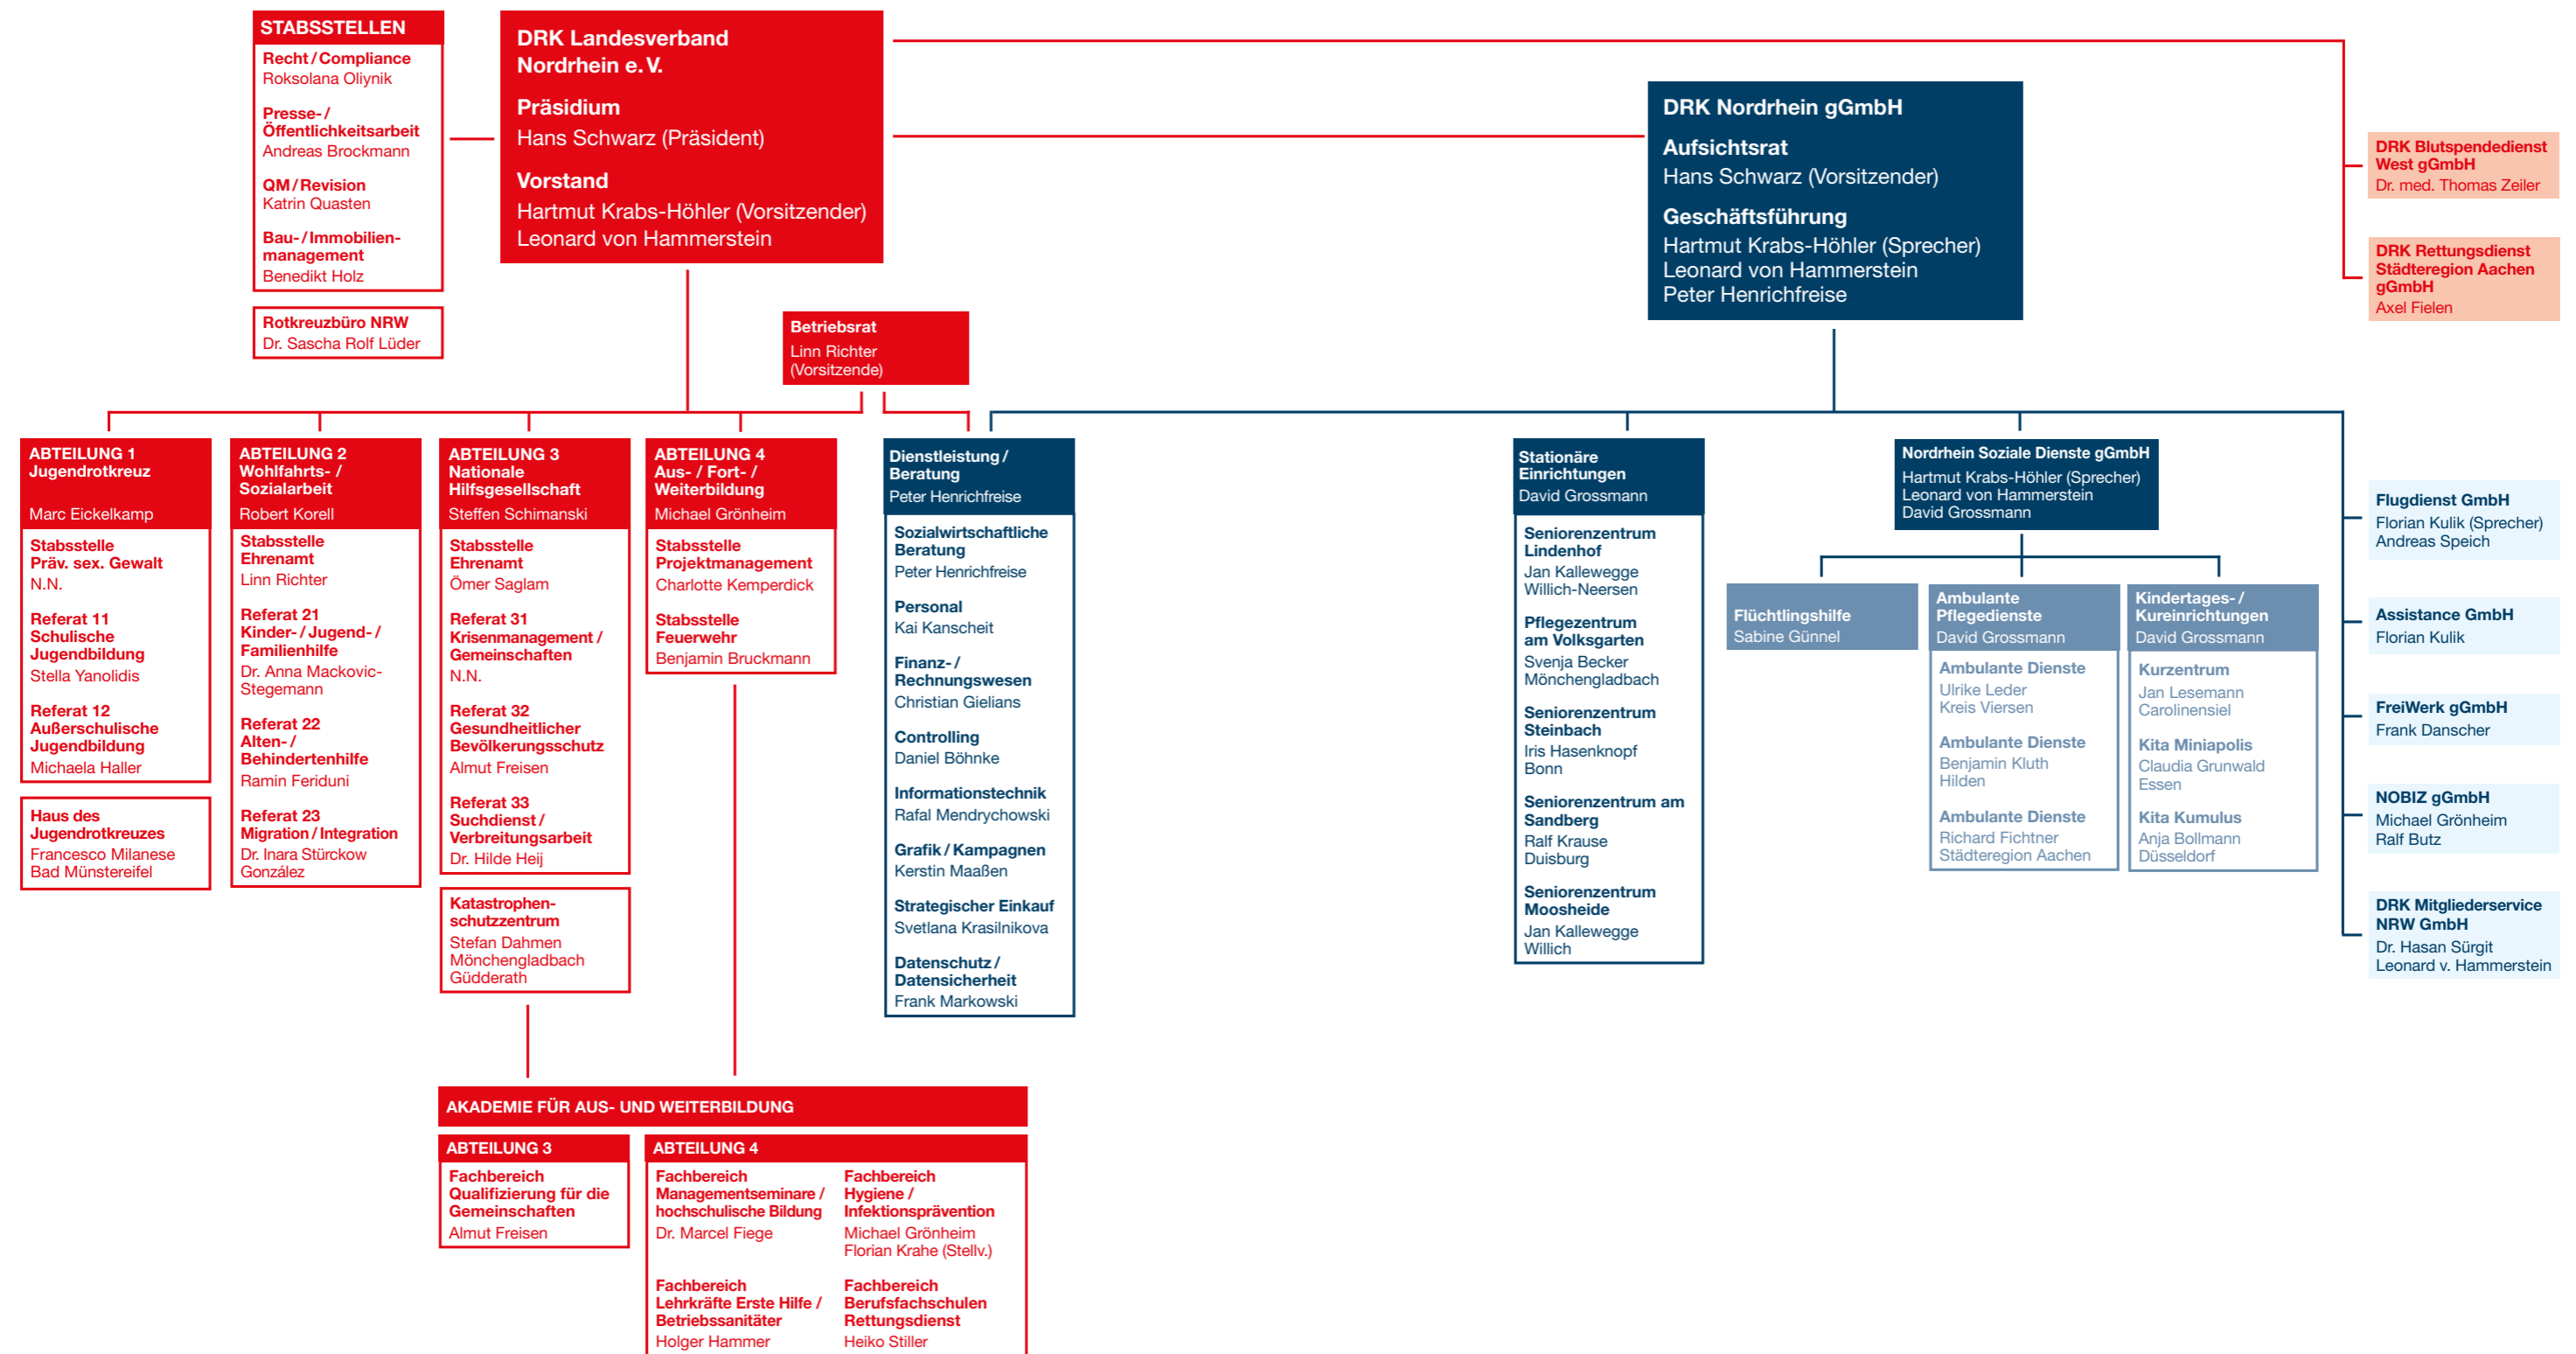 STABSSTELLEN
Recht / Compliance
Roksolana Oliynik
Presse- /
Öffentlichkeitsarbeit
Andreas Brockmann
QM / Revision
Katrin Quasten
Bau- / Immobilien-
management
Benedikt Holz
Rotkreuzbüro NRW
Dr. Sascha Rolf Lüder
DRK Landesverband
Nordrhein e. V.
Präsidium
Hans Schwarz (Präsident)
Vorstand
Hartmut Krabs-Höhler (Vorsitzender)
Leonard von Hammerstein
Betriebsrat
Linn Richter
(Vorsitzende)
DRK Nordrhein gGmbH
Aufsichtsrat
Hans Schwarz (Vorsitzender)
Geschäftsführung
Hartmut Krabs-Höhler (Sprecher)
Leonard von Hammerstein
Peter Henrichfreise
DRK Blutspendedienst
West gGmbH
Dr. med. Thomas Zeiler
DRK Rettungsdienst
Städteregion Aachen
gGmbH
Axel Fielen
ABTEILUNG 1
Jugendrotkreuz
Marc Eickelkamp
Stabsstelle
Präv. sex. Gewalt
N.N.
Referat 11
Schulische
Jugendbildung
Stella Yanolidis
Referat 12
Außerschulische
Jugendbildung
Michaela Haller
Haus des
Jugendrotkreuzes
Francesco Milanese
Bad Münstereifel
ABTEILUNG 2
Wohlfahrts- /
Sozialarbeit
Robert Korell
Stabsstelle
Ehrenamt
Linn Richter
Referat 21
Kinder- / Jugend- /
Familienhilfe
Dr. Anna Mackovic-
Stegemann
Referat 22
Alten- /
Behindertenhilfe
Ramin Feriduni
Referat 23
Migration / Integration
Dr. Inara Stürckow
González
ABTEILUNG 3
Nationale
Hilfsgesellschaft
Steffen Schimanski
Stabsstelle
Ehrenamt
Ömer Saglam
Referat 31
Krisenmanagement /
Gemeinschaften
N.N.
Referat 32
Gesundheitlicher
Bevölkerungsschutz
Almut Freisen
Referat 33
Suchdienst /
Verbreitungsarbeit
Dr. Hilde Heij
Katastrophen-
schutzzentrum
Stefan Dahmen
Mönchengladbach
Güdderath
ABTEILUNG 4
Aus- / Fort- /
Weiterbildung
Michael Grönheim
Stabsstelle
Projektmanagement
Charlotte Kemperdick
Stabsstelle
Feuerwehr
Benjamin Bruckmann
Dienstleistung /
Beratung
Peter Henrichfreise
Sozialwirtschaftliche
Beratung
Peter Henrichfreise
Personal
Kai Kanscheit
Finanz- /
Rechnungswesen
Christian Gielians
Controlling
Daniel Böhnke
Informationstechnik
Rafal Mendrychowski
Grafik / Kampagnen
Kerstin Maaßen
Strategischer Einkauf
Svetlana Krasilnikova
Datenschutz /
Datensicherheit
Frank Markowski
Stationäre
Einrichtungen
David Grossmann
Seniorenzentrum
Lindenhof
Jan Kallewegge
Willich-Neersen
Pflegezentrum
am Volksgarten
Svenja Becker
Mönchengladbach
Seniorenzentrum
Steinbach
Iris Hasenknopf
Bonn
Seniorenzentrum am
Sandberg
Ralf Krause
Duisburg
Seniorenzentrum
Moosheide
Jan Kallewegge
Willich
Nordrhein Soziale Dienste gGmbH
Hartmut Krabs-Höhler (Sprecher)
Leonard von Hammerstein
David Grossmann
Flüchtlingshilfe
Sabine Günnel
Ambulante
Pflegedienste
David Grossmann
Ambulante Dienste
Ulrike Leder
Kreis Viersen
Ambulante Dienste
Benjamin Kluth
Hilden
Ambulante Dienste
Richard Fichtner
Städteregion Aachen
Kindertages- /
Kureinrichtungen
David Grossmann
Kurzentrum
Jan Lesemann
Carolinensiel
Kita Miniapolis
Claudia Grunwald
Essen
Kita Kumulus
Anja Bollmann
Düsseldorf
Flugdienst GmbH
Florian Kulik (Sprecher)
Andreas Speich
Assistance GmbH
Florian Kulik
FreiWerk gGmbH
Frank Danscher
NOBIZ gGmbH
Michael Grönheim
Ralf Butz
DRK Mitgliederservice
NRW GmbH
Dr. Hasan Sürgit
Leonard v. Hammerstein
AKADEMIE FÜR AUS- UND WEITERBILDUNG
ABTEILUNG 3
Fachbereich
Qualifizierung für die
Gemeinschaften
Almut Freisen
ABTEILUNG 4
Fachbereich
Managementseminare /
hochschulische Bildung
Dr. Marcel Fiege
Fachbereich
Hygiene /
Infektionsprävention
Michael Grönheim
Florian Krahe (Stellv.)
Fachbereich
Lehrkräfte Erste Hilfe /
Betriebssanitäter
Holger Hammer
Fachbereich
Berufsfachschulen
Rettungsdienst
Heiko Stiller